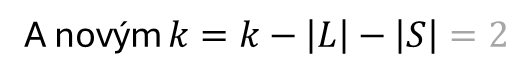 A novým k = k − |L| − |S| = 2